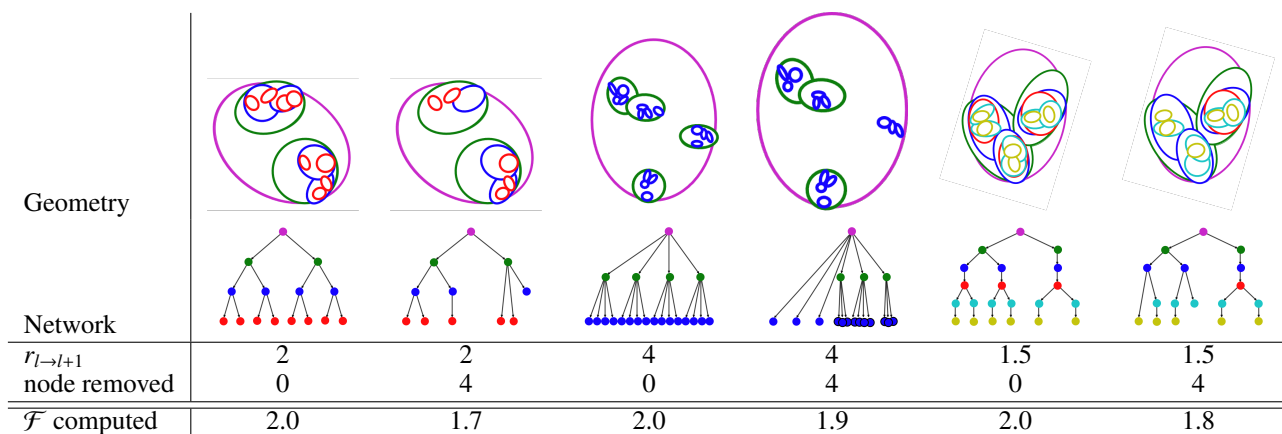 Geometry
Network
r_{l→l+1} 2 2 4 4 1.5 1.5
node removed 0 4 0 4 0 4
ℱ computed 2.0 1.7 2.0 1.9 2.0 1.8